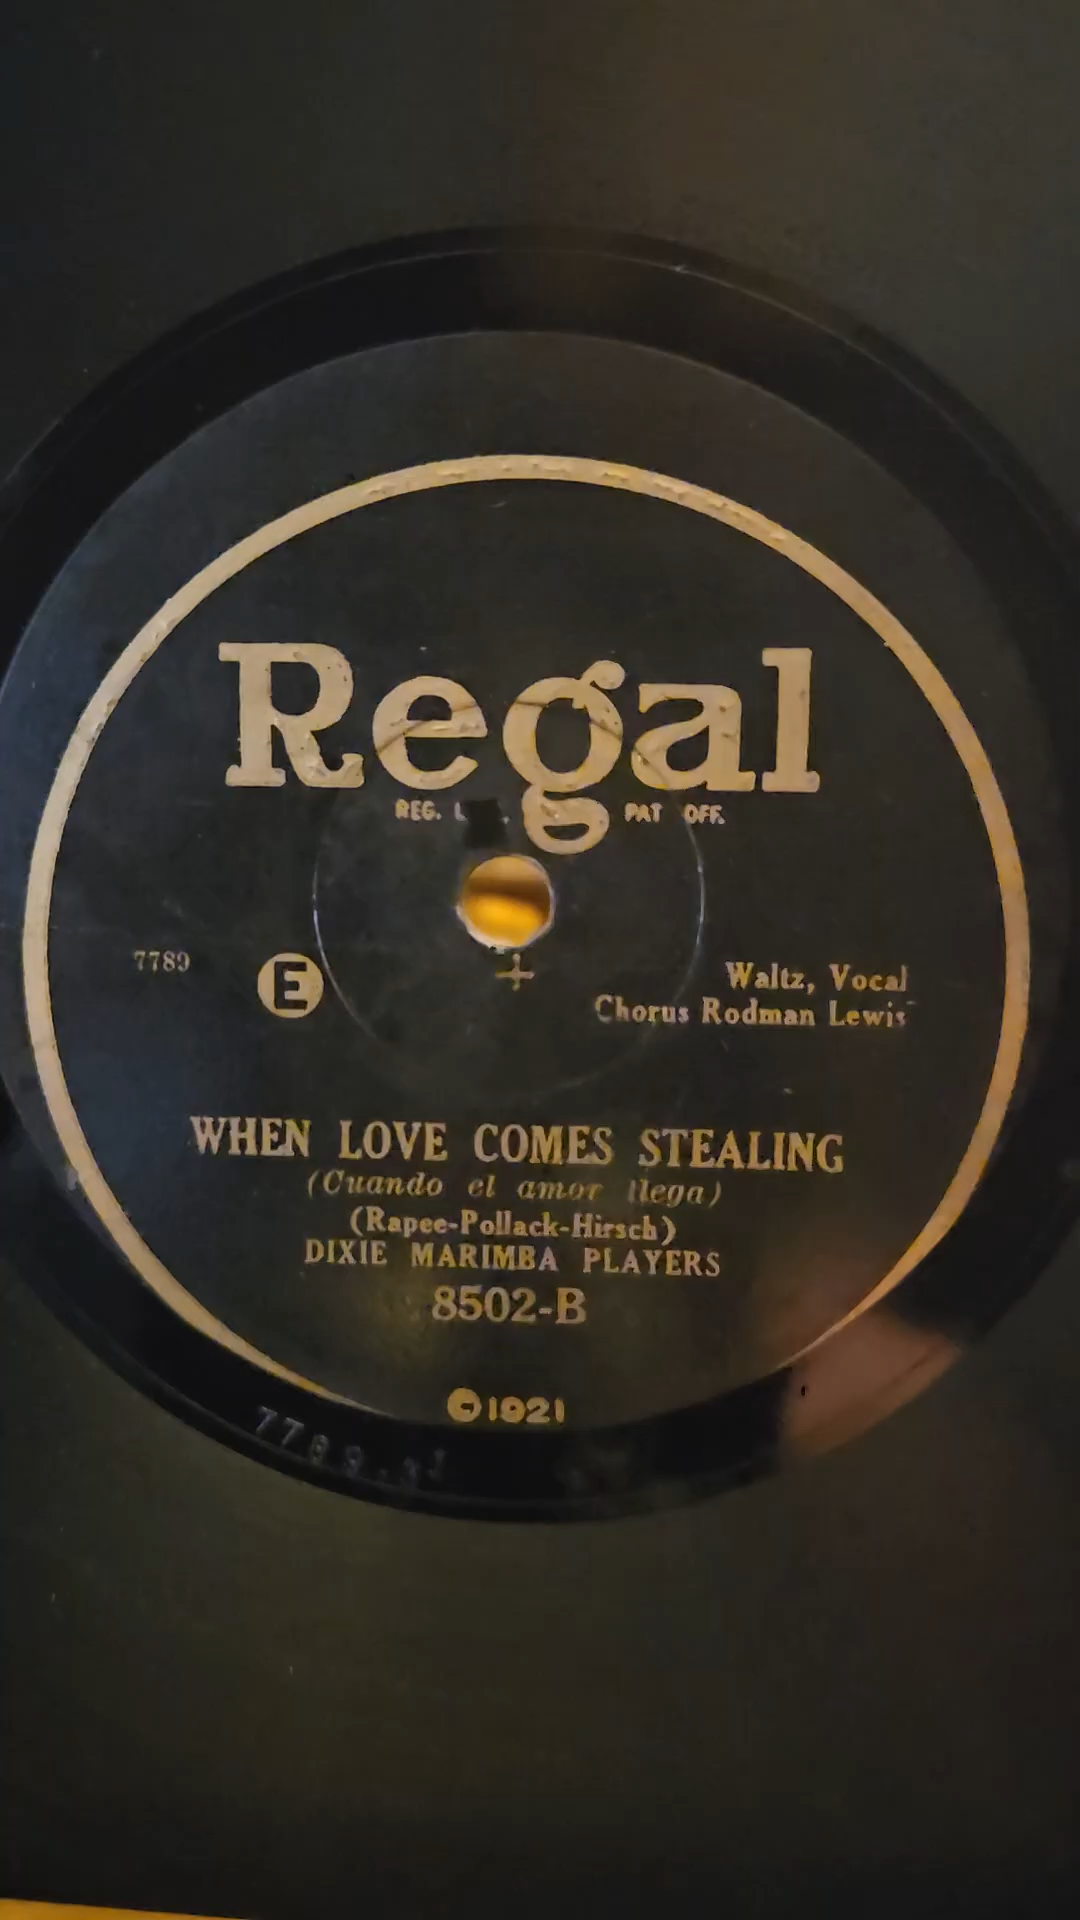 Regal
REG. PAT OFF.
7789
E
Waltz, Vocal
Chorus Rodman Lewis
WHEN LOVE COMES STEALING
(Cuando el amor llega)
(Rapee-Pollack-Hirsch)
DIXIE MARIMBA PLAYERS
8502-B
©1921
7789